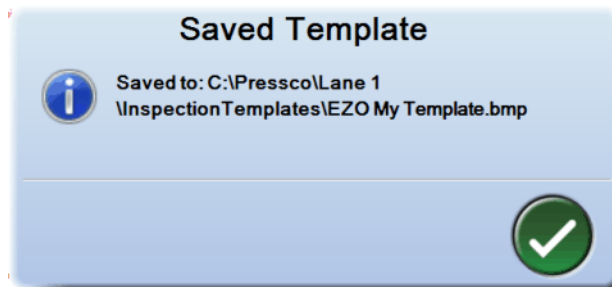 Saved Template
Saved to: C:\Pressco\Lane 1
\InspectionTemplates\EZO My Template.bmp